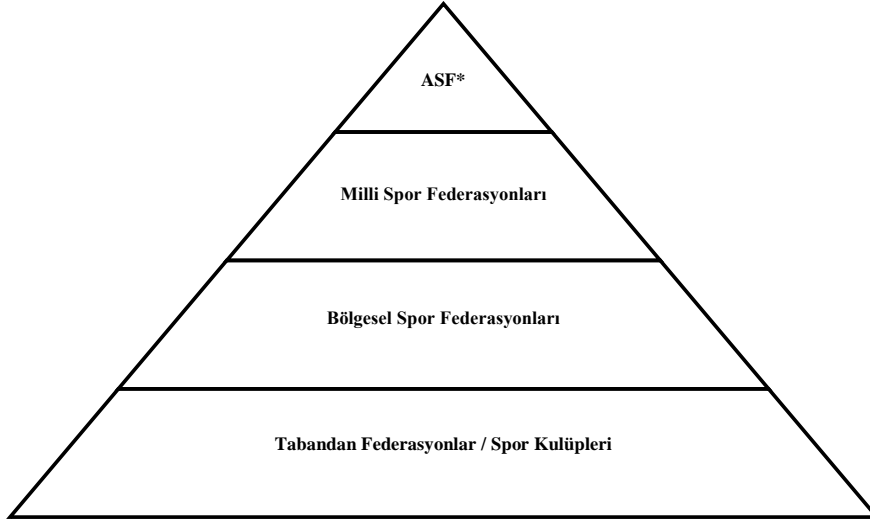 ASF*
Milli Spor Federasyonları
Bölgesel Spor Federasyonları
Tabandan Federasyonlar / Spor Kulüpleri